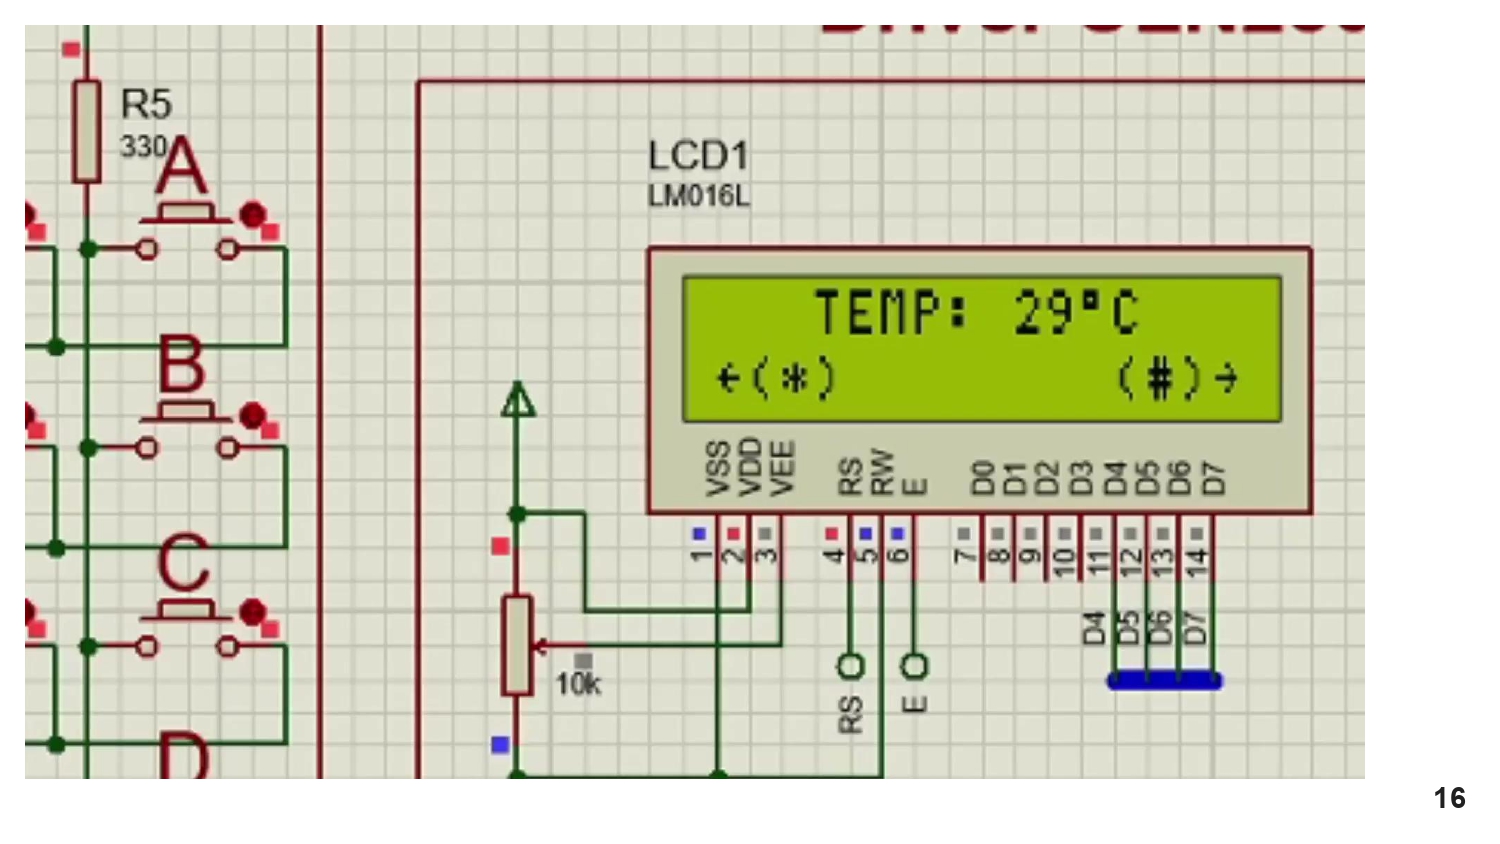 R5
330
A
B
C
D
LCD1
LM016L
TEMP: 29°C
←(*) (#)→
VSS VDD VEE RS RW E D0 D1 D2 D3 D4 D5 D6 D7
1 2 3 4 5 6 7 8 9 10 11 12 13 14
D4 D5 D6 D7
10k
RS E
16